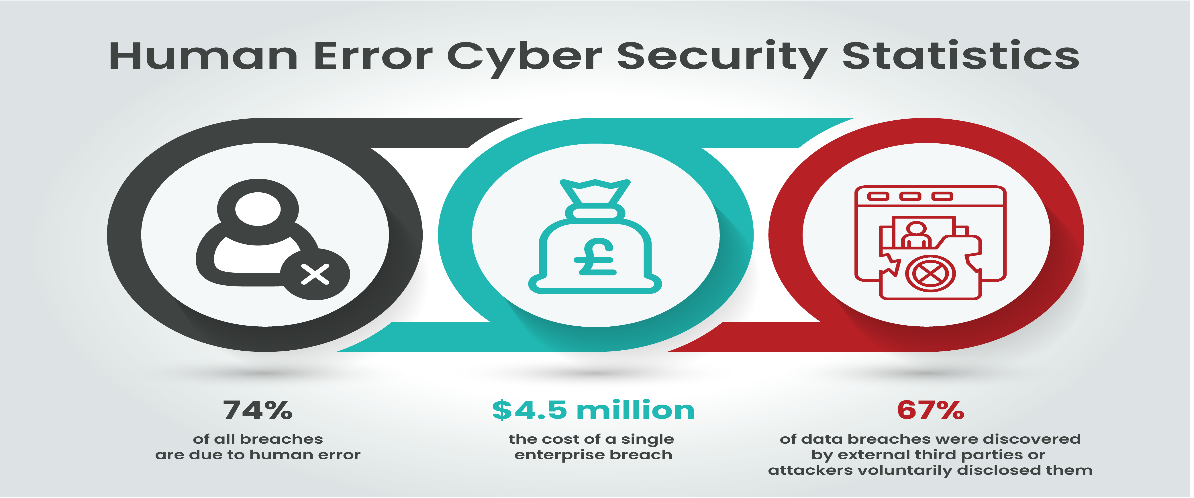 Human Error Cyber Security Statistics
£
74%
of all breaches
are due to human error
$4.5 million
the cost of a single
enterprise breach
67%
of data breaches were discovered
by external third parties or
attackers voluntarily disclosed them